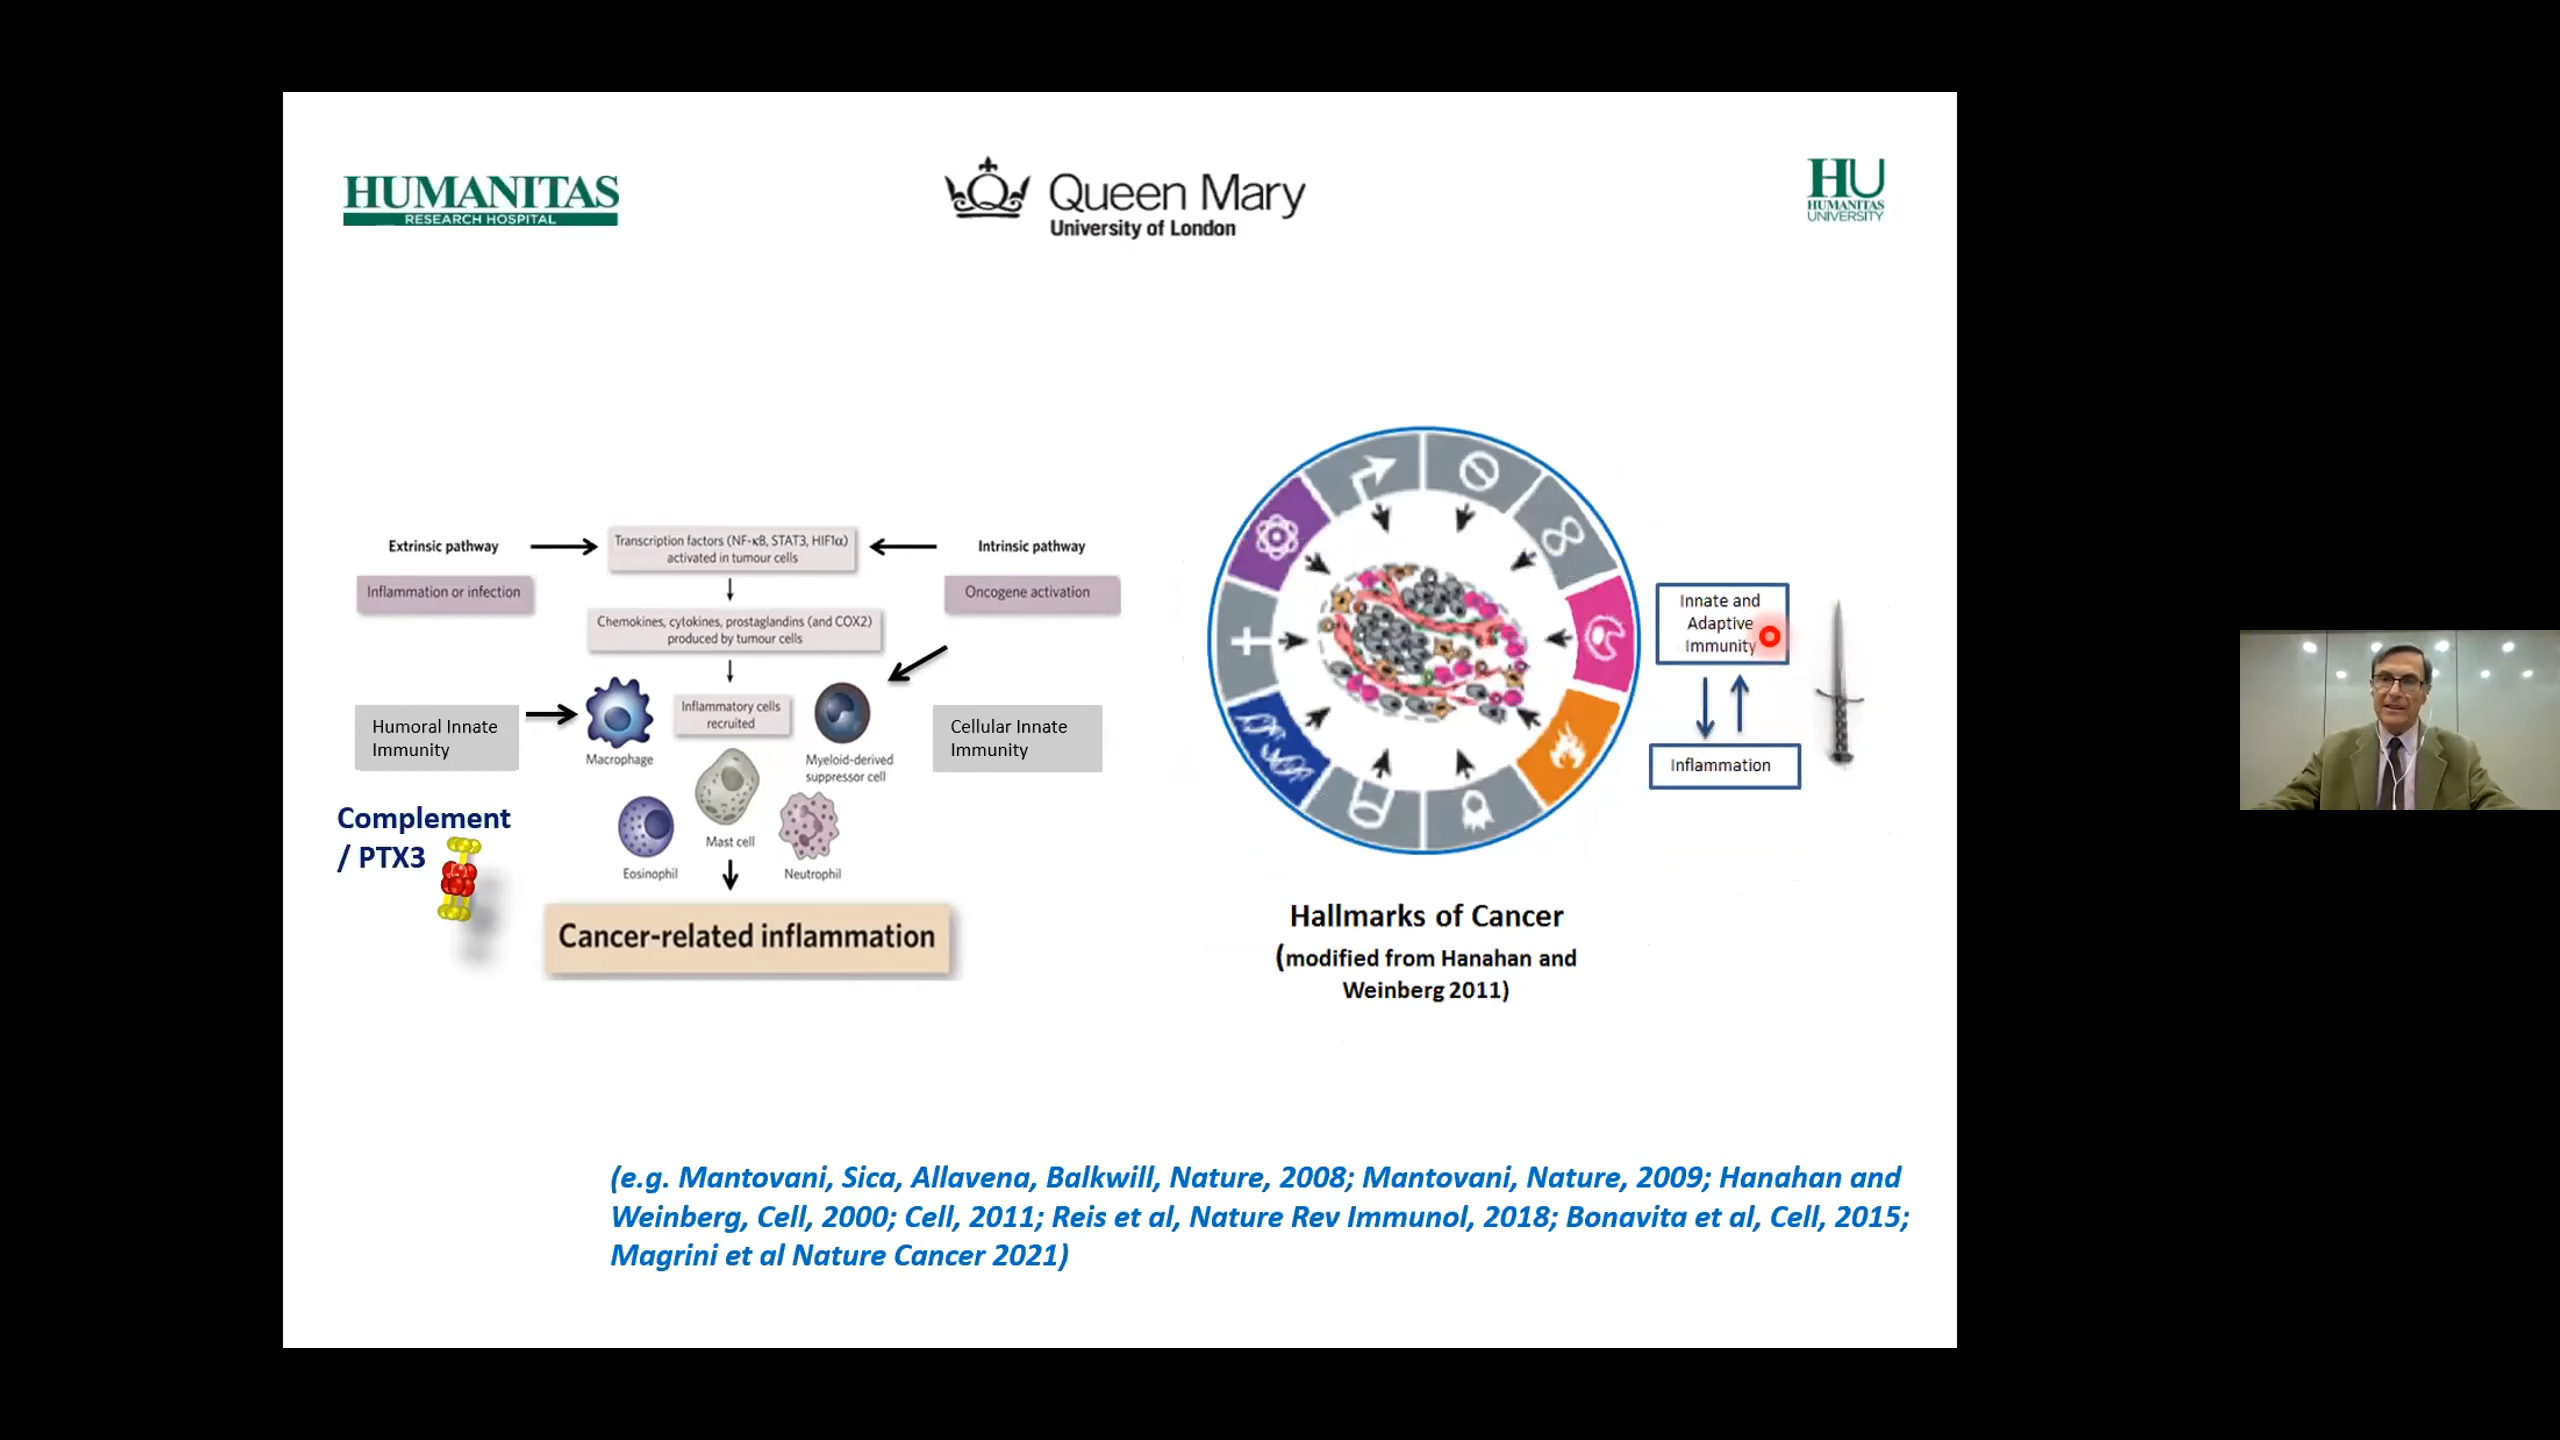 HUMANITAS
RESEARCH HOSPITAL
Queen Mary
University of London
HU
HUMANITAS
UNIVERSITY
Extrinsic pathway
Inflammation or infection
Transcription factors (NF-κB, STAT3, HIF1α)
activated in tumour cells
Intrinsic pathway
Oncogene activation
Chemokines, cytokines, prostaglandins (and COX2)
produced by tumour cells
Humoral Innate
Immunity
Macrophage
Inflammatory cells
recruited
Myeloid-derived
suppressor cell
Cellular Innate
Immunity
Complement
/ PTX3
Eosinophil
Mast cell
Neutrophil
Cancer-related inflammation
Innate and
Adaptive
Immunity
Inflammation
Hallmarks of Cancer
(modified from Hanahan and
Weinberg 2011)
(e.g. Mantovani, Sica, Allavena, Balkwill, Nature, 2008; Mantovani, Nature, 2009; Hanahan and
Weinberg, Cell, 2000; Cell, 2011; Reis et al, Nature Rev Immunol, 2018; Bonavita et al, Cell, 2015;
Magrini et al Nature Cancer 2021)